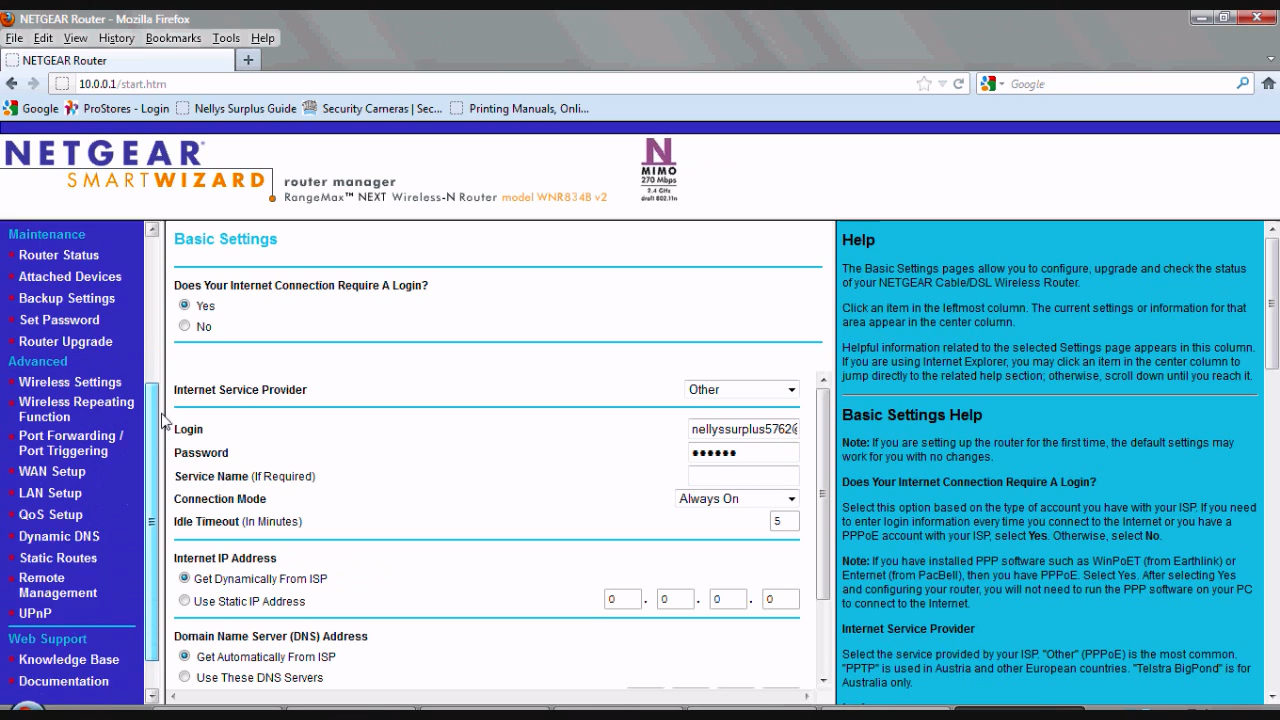 NETGEAR Router - Mozilla Firefox
File Edit View History Bookmarks Tools Help
NETGEAR Router
10.0.0.1/start.htm
Google
Google ProStores - Login Nellys Surplus Guide Security Cameras | Sec... Printing Manuals, Onli...
NETGEAR
SMARTWIZARD
router manager
RangeMax™ NEXT Wireless-N Router model WNR834B v2
N
MIMO
270 Mbps
2.4 GHz
draft 802.11n
Maintenance
Router Status
Attached Devices
Backup Settings
Set Password
Router Upgrade
Advanced
Wireless Settings
Wireless Repeating
Function
Port Forwarding /
Port Triggering
WAN Setup
LAN Setup
QoS Setup
Dynamic DNS
Static Routes
Remote
Management
UPnP
Web Support
Knowledge Base
Documentation
Basic Settings
Does Your Internet Connection Require A Login?
Yes
No
Internet Service Provider Other
Login nellyssurplus5762@
Password ●●●●●●
Service Name (If Required)
Connection Mode Always On
Idle Timeout (In Minutes) 5
Internet IP Address
Get Dynamically From ISP
Use Static IP Address 0 . 0 . 0 . 0
Domain Name Server (DNS) Address
Get Automatically From ISP
Use These DNS Servers
Help
The Basic Settings pages allow you to configure, upgrade and check the status
of your NETGEAR Cable/DSL Wireless Router.
Click an item in the leftmost column. The current settings or information for that
area appear in the center column.
Helpful information related to the selected Settings page appears in this column.
If you are using Internet Explorer, you may click an item in the center column to
jump directly to the related help section; otherwise, scroll down until you reach it.
Basic Settings Help
Note: If you are setting up the router for the first time, the default settings may
work for you with no changes.
Does Your Internet Connection Require A Login?
Select this option based on the type of account you have with your ISP. If you need
to enter login information every time you connect to the Internet or you have a
PPPoE account with your ISP, select Yes. Otherwise, select No.
Note: If you have installed PPP software such as WinPoET (from Earthlink) or
Enternet (from PacBell), then you have PPPoE. Select Yes. After selecting Yes
and configuring your router, you will not need to run the PPP software on your PC
to connect to the Internet.
Internet Service Provider
Select the service provided by your ISP. "Other" (PPPoE) is the most common.
"PPTP" is used in Austria and other European countries. "Telstra BigPond" is for
Australia only.